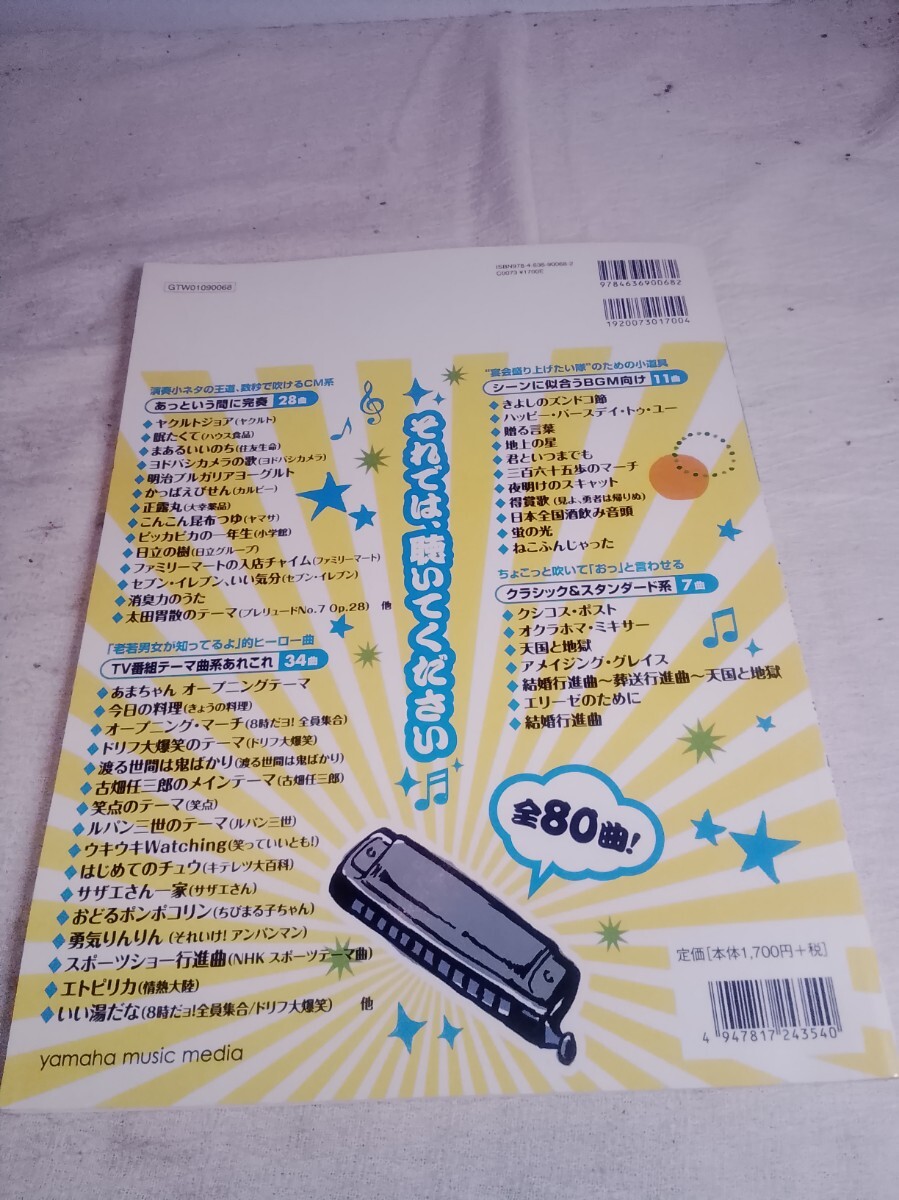 GTW01090068
ISBN978-4-636-90068-2
C0073 ¥1700E
9784636900682
1920073017004
演奏小ネタの王道、数秒で吹けるCM系
あっという間に完奏 28曲
ヤクルトジョア(ヤクルト)
眠たくて(ハウス食品)
まあるいいのち(住友生命)
ヨドバシカメラの歌(ヨドバシカメラ)
明治ブルガリアヨーグルト
かっぱえびせん(カルビー)
正露丸(大幸薬品)
こんこん昆布つゆ(ヤマサ)
ピッカピカの一年生(小学館)
日立の樹(日立グループ)
ファミリーマートの入店チャイム(ファミリーマート)
セブン-イレブン、いい気分(セブン-イレブン)
消臭力のうた
太田胃散のテーマ(プレリュードNo.7 Op.28) 他
「老若男女が知ってるよ」的ヒーロー曲
TV番組テーマ曲系あれこれ 34曲
あまちゃん オープニングテーマ
今日の料理(きょうの料理)
オープニング・マーチ(8時だヨ!全員集合)
ドリフ大爆笑のテーマ(ドリフ大爆笑)
渡る世間は鬼ばかり(渡る世間は鬼ばかり)
古畑任三郎のメインテーマ(古畑任三郎)
笑点のテーマ(笑点)
ルパン三世のテーマ(ルパン三世)
ウキウキWatching(笑っていいとも!)
はじめてのチュウ(キテレツ大百科)
サザエさん一家(サザエさん)
おどるポンポコリン(ちびまる子ちゃん)
勇気りんりん(それいけ!アンパンマン)
スポーツショー行進曲(NHK スポーツテーマ曲)
エトピリカ(情熱大陸)
いい湯だな(8時だョ!全員集合/ドリフ大爆笑) 他
yamaha music media
それでは、聴いてください
"宴会盛り上げたい隊"のための小道具
シーンに似合うBGM向け 11曲
きよしのズンドコ節
ハッピー・バースデイ・トゥ・ユー
贈る言葉
地上の星
君といつまでも
三百六十五歩のマーチ
夜明けのスキャット
得賞歌(見よ、勇者は帰りぬ)
日本全国酒飲み音頭
蛍の光
ねこふんじゃった
ちょこっと吹いて「おっ」と言わせる
クラシック&スタンダード系 7曲
クシコス・ポスト
オクラホマ・ミキサー
天国と地獄
アメイジング・グレイス
結婚行進曲～葬送行進曲～天国と地獄
エリーゼのために
結婚行進曲
全80曲!
定価[本体1,700円+税]
4 947817 243540